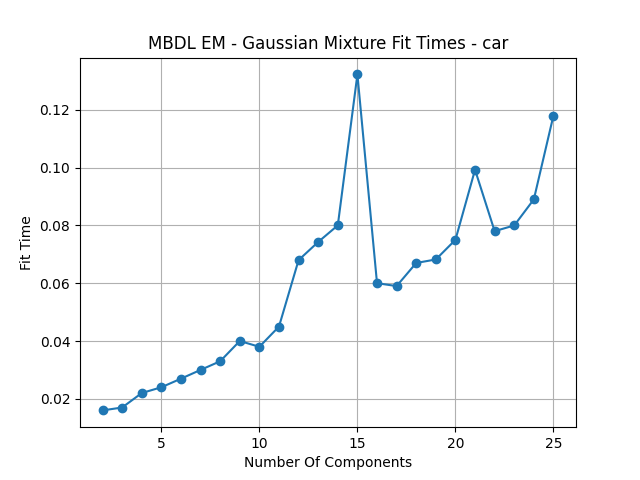 MBDL EM - Gaussian Mixture Fit Times - car
0.12
0.10
0.08
0.06
0.04
0.02
Fit Time
5 10 15 20 25
Number Of Components